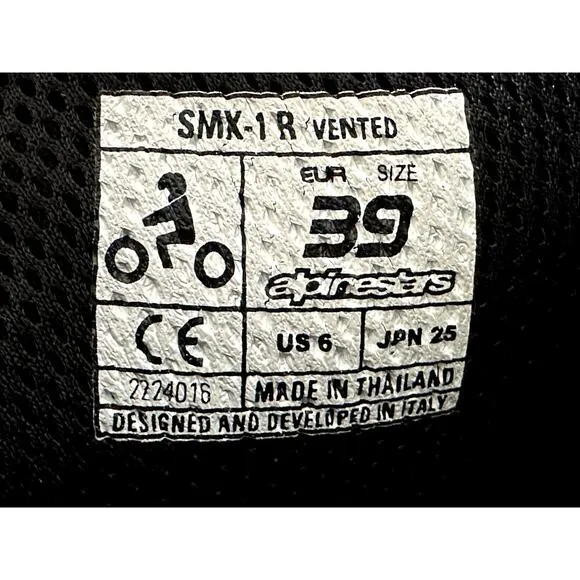 SMX-1 R VENTED
EUR SIZE
39
alpinestars
CE
US 6
JPN 25
2224016
MADE IN THAILAND
DESIGNED AND DEVELOPED IN ITALY